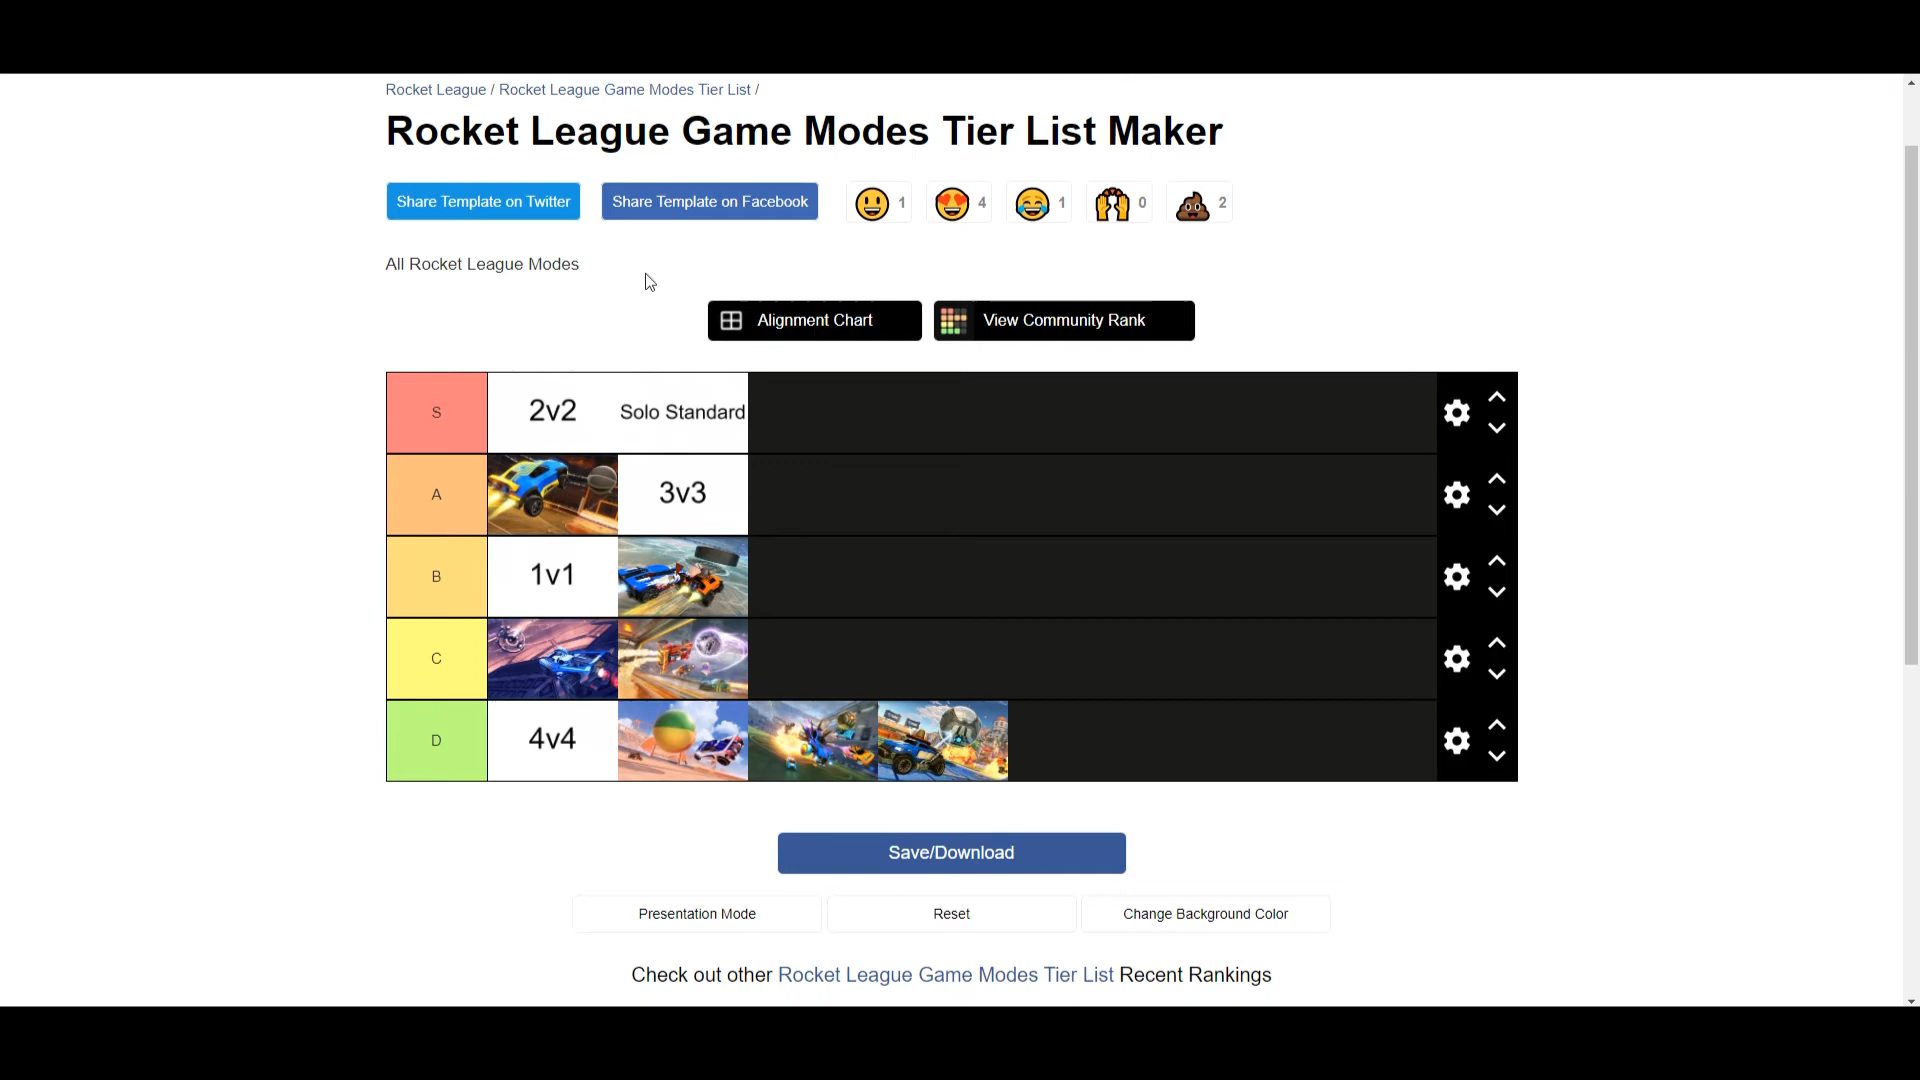 Rocket League / Rocket League Game Modes Tier List /
Rocket League Game Modes Tier List Maker
Share Template on Twitter
Share Template on Facebook
1
4
1
0
2
All Rocket League Modes
Alignment Chart
View Community Rank
S
2v2
Solo Standard
A
3v3
B
1v1
C
D
4v4
Save/Download
Presentation Mode
Reset
Change Background Color
Check out other Rocket League Game Modes Tier List Recent Rankings